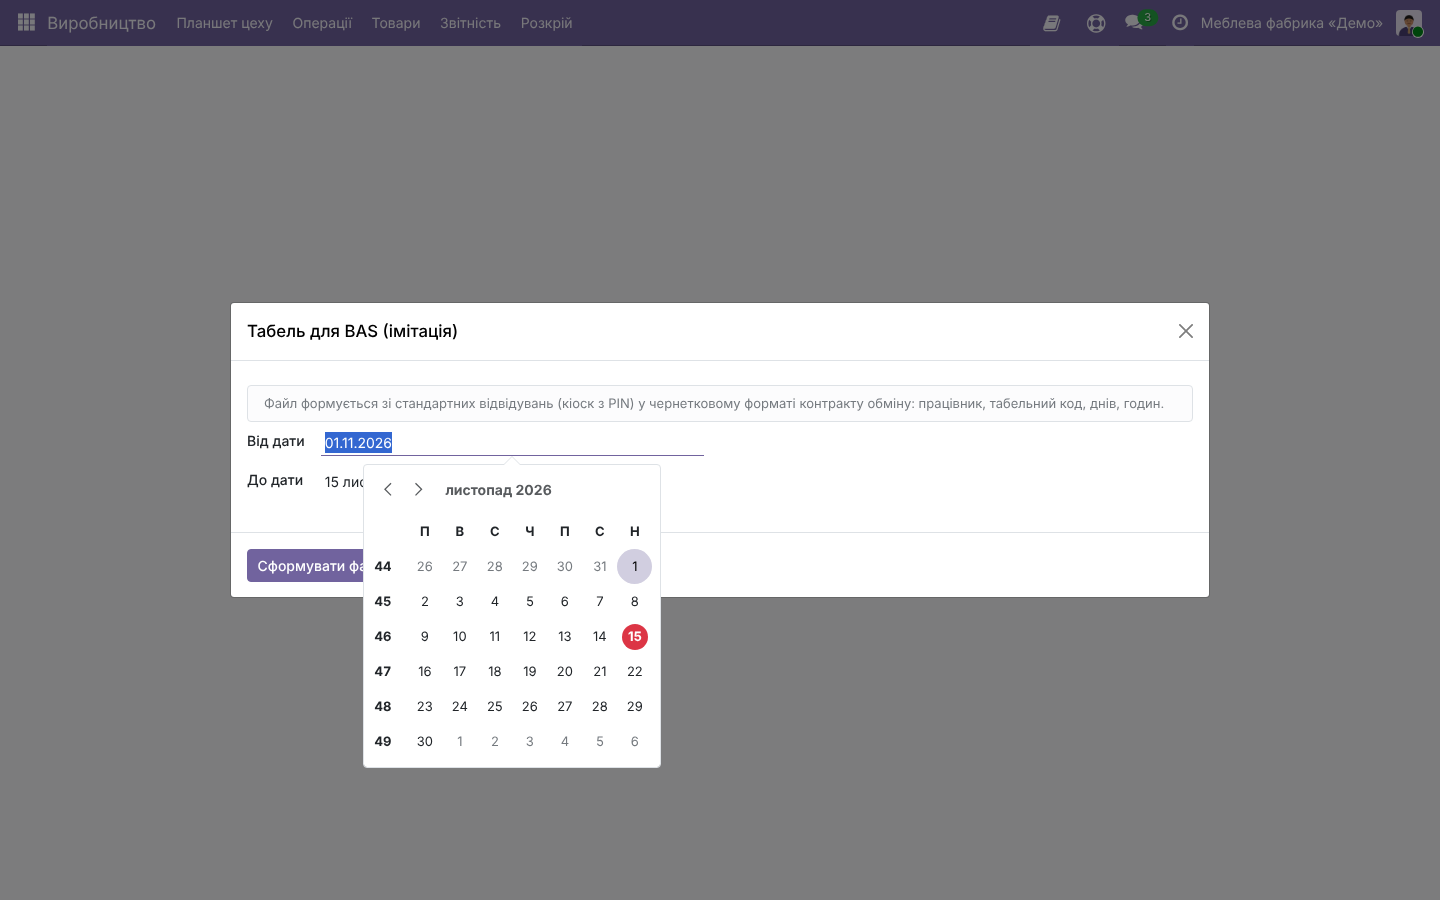 Виробництво Планшет цеху Операції Товари Звітність Розкрій 3 Меблева фабрика «Демо»
Табель для BAS (імітація)
Файл формується зі стандартних відвідувань (кіоск з PIN) у чернетковому форматі контракту обміну: працівник, табельний код, днів, годин.
Від дати 01.11.2026
До дати 15
листопад 2026
П В С Ч П С Н
44 26 27 28 29 30 31 1
45 2 3 4 5 6 7 8
46 9 10 11 12 13 14 15
47 16 17 18 19 20 21 22
48 23 24 25 26 27 28 29
49 30 1 2 3 4 5 6
Сформувати